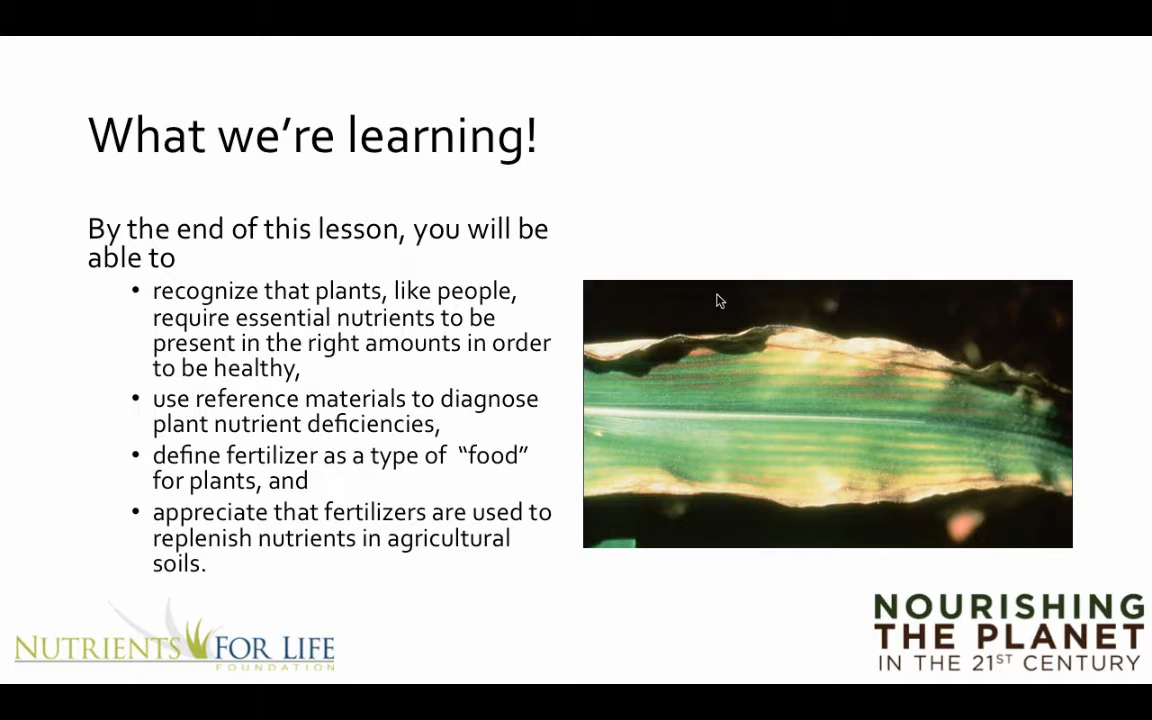 What we’re learning!
By the end of this lesson, you will be
able to
• recognize that plants, like people,
require essential nutrients to be
present in the right amounts in order
to be healthy,
• use reference materials to diagnose
plant nutrient deficiencies,
• define fertilizer as a type of “food”
for plants, and
• appreciate that fertilizers are used to
replenish nutrients in agricultural
soils.
NUTRIENTS FOR LIFE
FOUNDATION
NOURISHING
THE PLANET
IN THE 21ST CENTURY